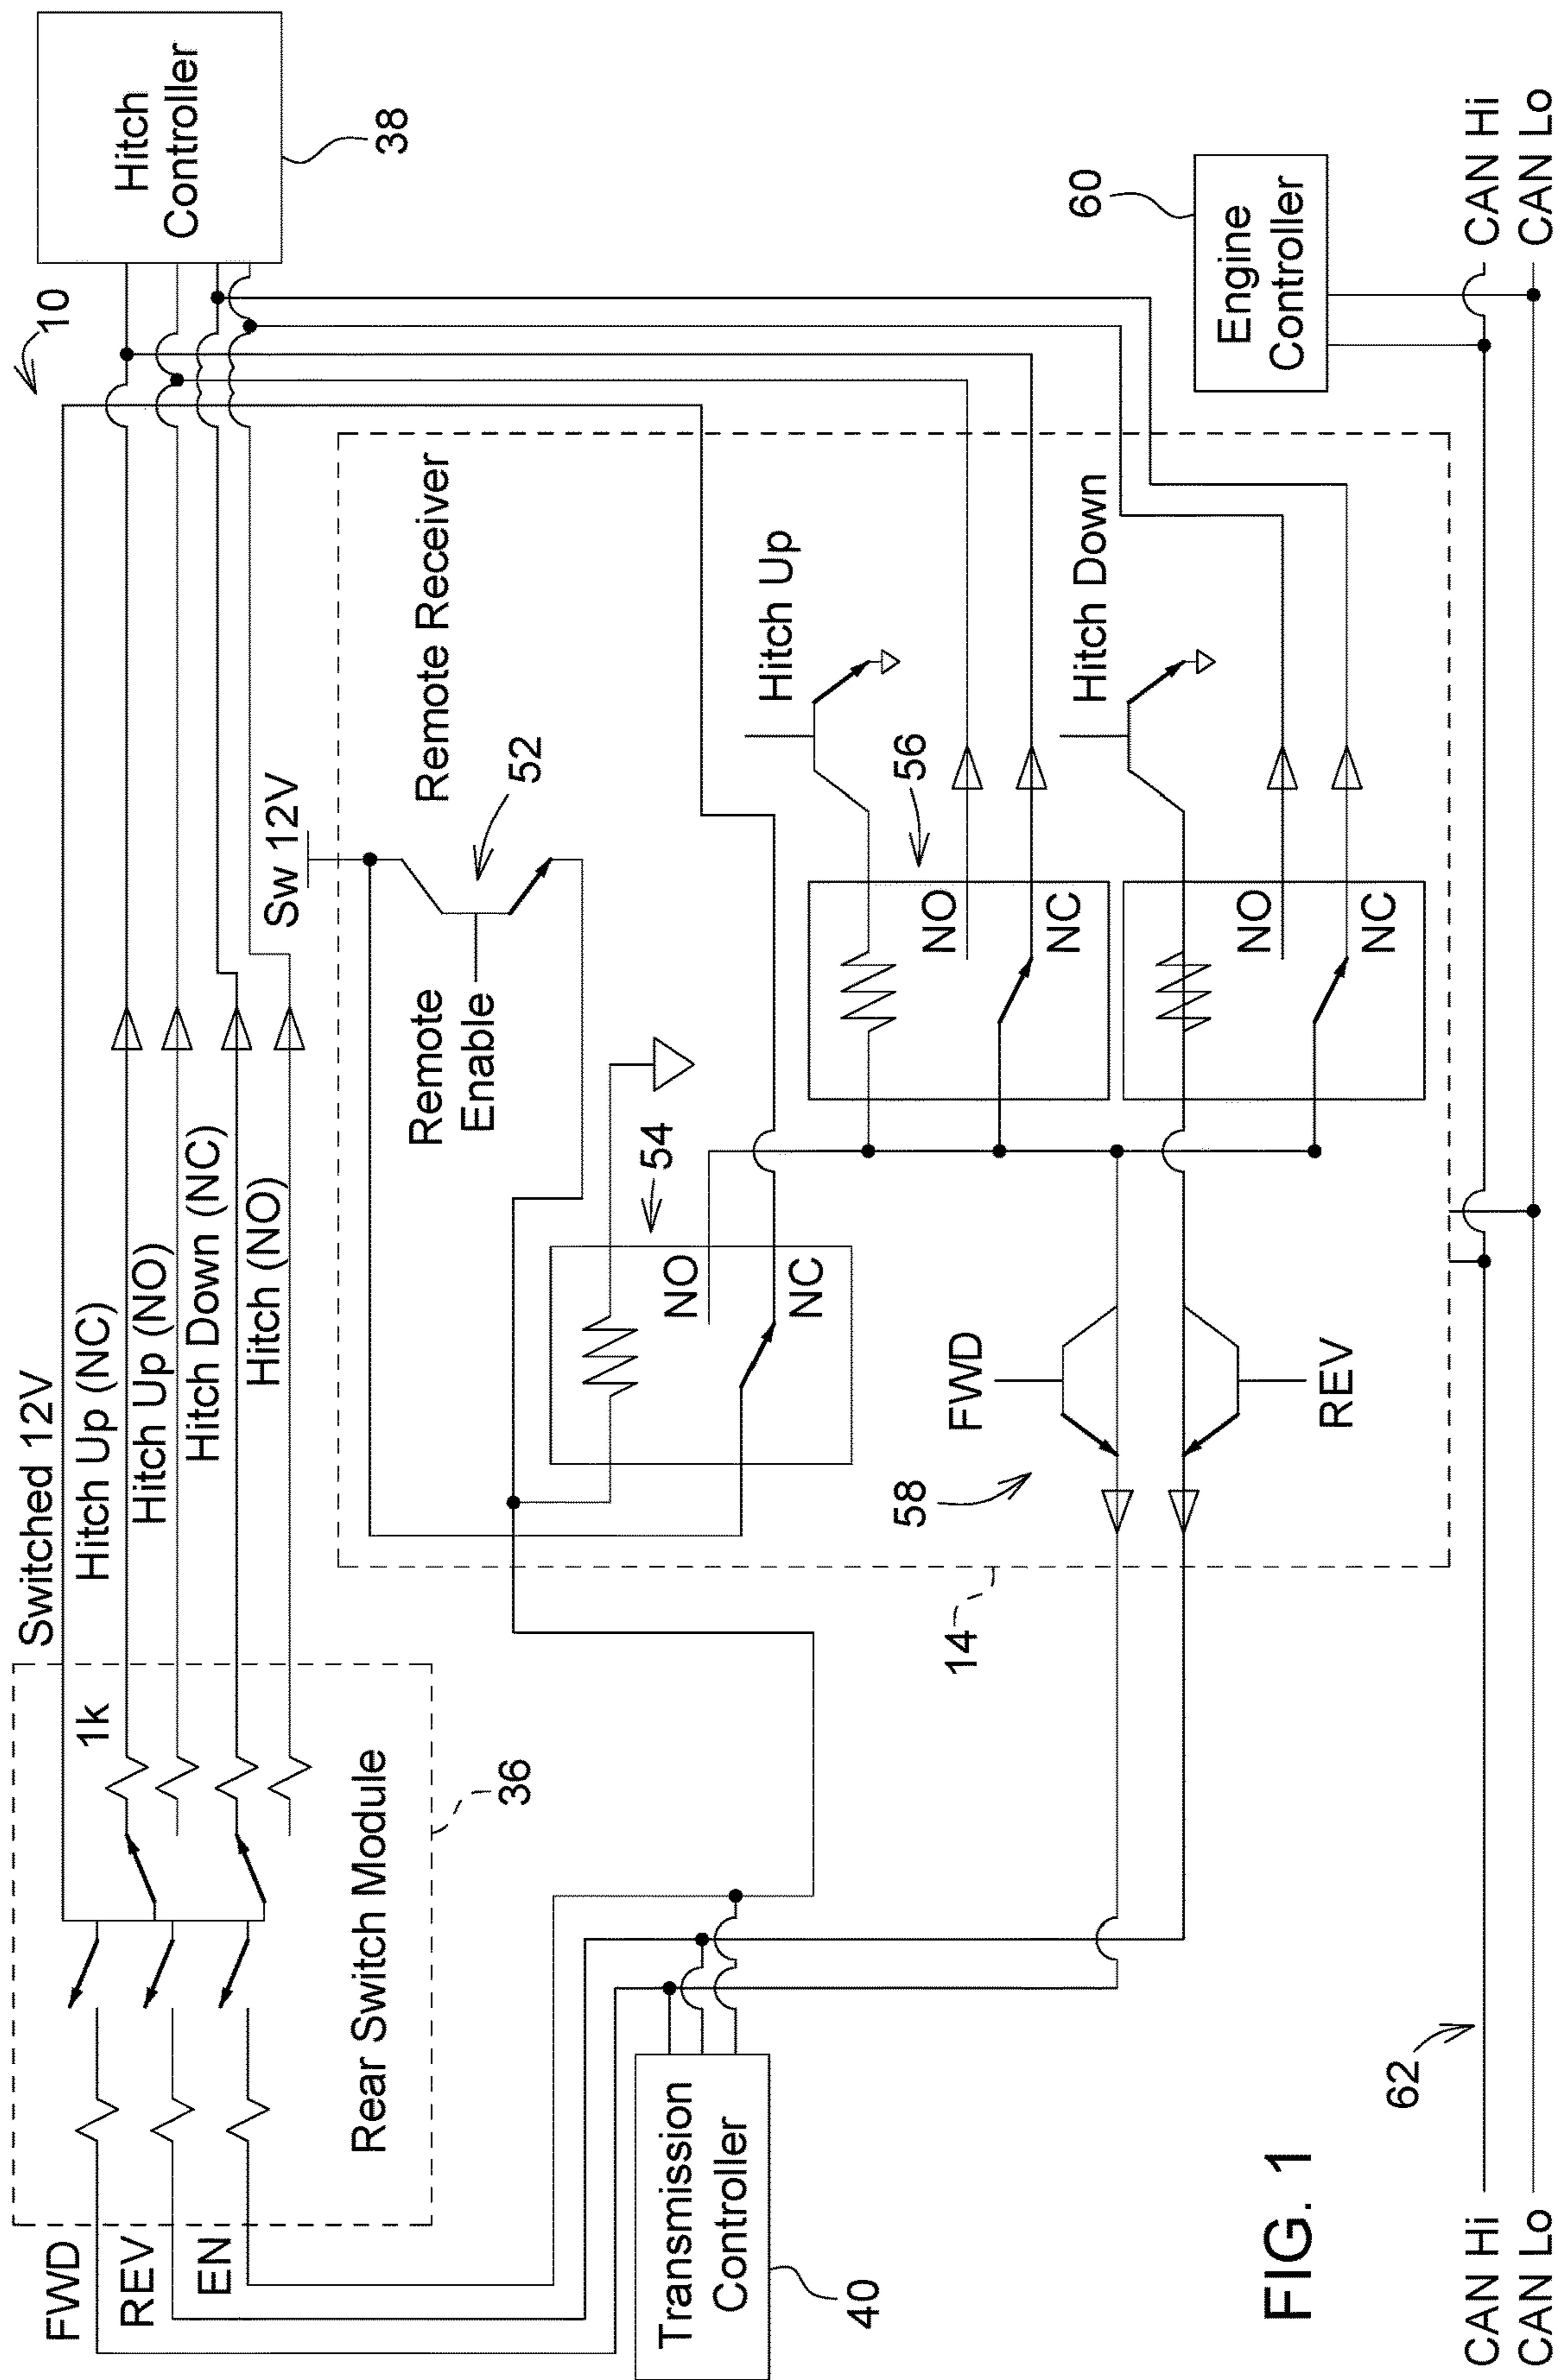 10
Hitch
Controller
38
Switched 12V
Hitch Up (NC)
Hitch Up (NO)
Hitch Down (NC)
Hitch (NO)
1k
Rear Switch Module
36
FWD
REV
EN
Sw 12V
Remote Receiver
52
Remote
Enable
54
NO
NC
Hitch Up
56
NO
NC
Hitch Down
NO
NC
FWD
58
REV
14
Transmission
Controller
40
60
Engine
Controller
62
CAN Hi
CAN Lo
CAN Hi
CAN Lo
FIG. 1